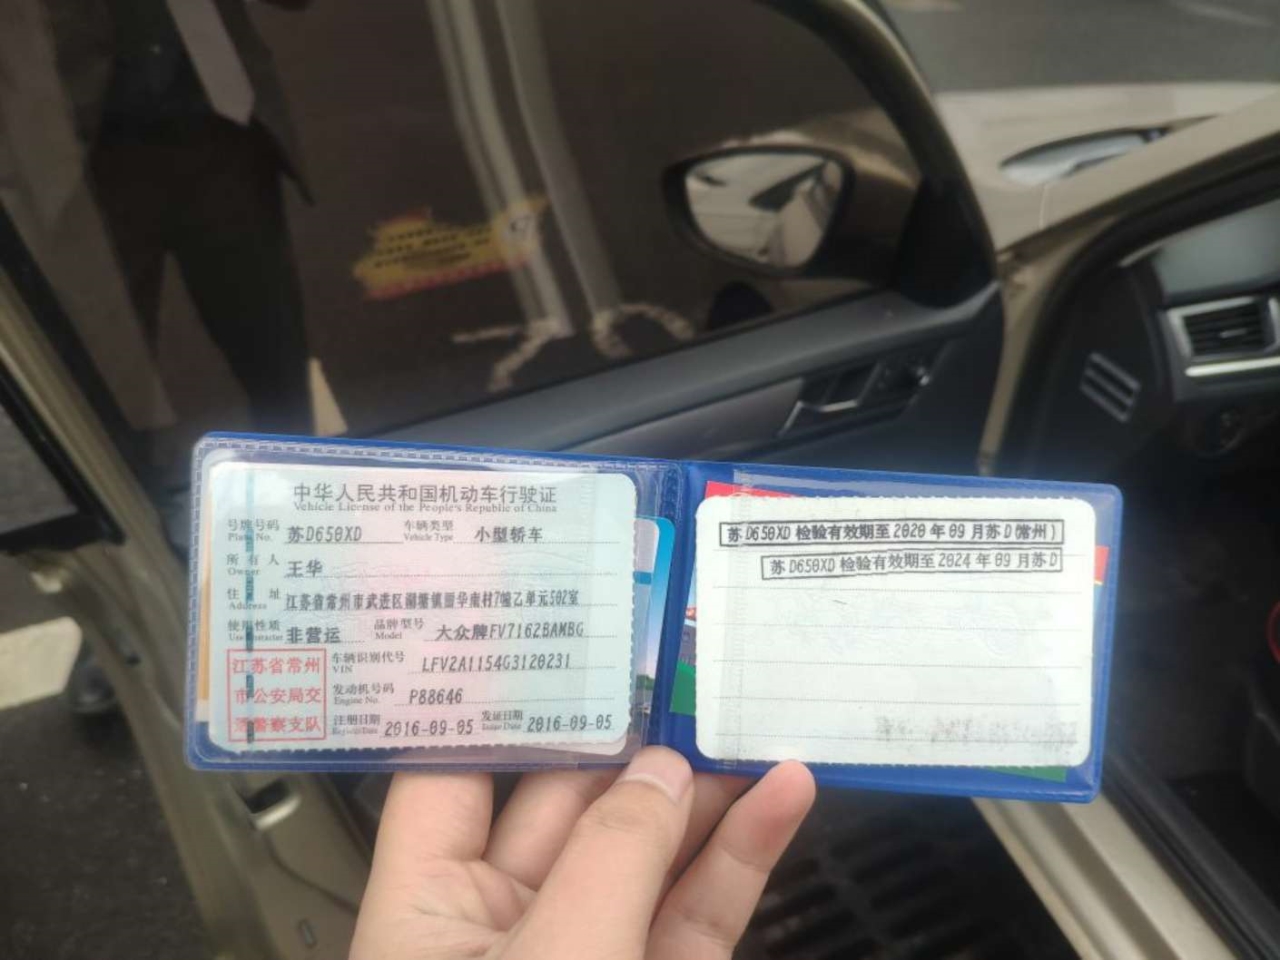 中华人民共和国机动车行驶证
Vehicle License of the People's Republic of China
号牌号码 苏D650XD 车辆类型 小型轿车
Plate No. Vehicle Type
所有人 王华
Owner
住址 江苏省常州市武进区湖塘镇丽华南村7幢乙单元502室
Address
使用性质 非营运 品牌型号 大众牌FV7162BAMBG
Use Character Model
江苏省常州
市公安局交
警察支队
车辆识别代号 LFV2A1154G3120231
VIN
发动机号码 P88646
Engine No.
注册日期 2016-09-05 发证日期 2016-09-05
Register Date Issue Date
苏D650XD 检验有效期至2020年09月苏D(常州)
苏D650XD 检验有效期至2024年09月苏D